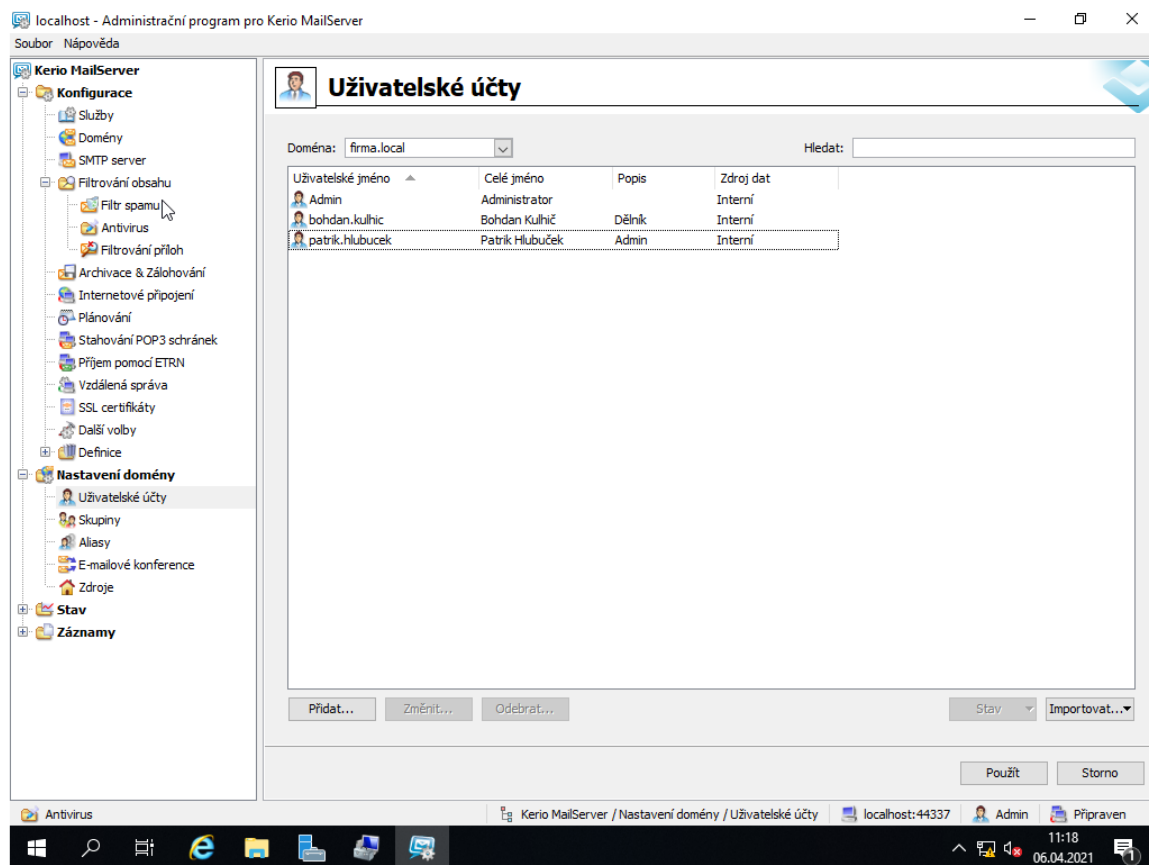 localhost - Administrační program pro Kerio MailServer
Soubor Nápověda
Kerio MailServer
Konfigurace
Služby
Domény
SMTP server
Filtrování obsahu
Filtr spamu
Antivirus
Filtrování příloh
Archivace & Zálohování
Internetové připojení
Plánování
Stahování POP3 schránek
Příjem pomocí ETRN
Vzdálená správa
SSL certifikáty
Další volby
Definice
Nastavení domény
Uživatelské účty
Skupiny
Aliasy
E-mailové konference
Zdroje
Stav
Záznamy
Uživatelské účty
Doména: firma.local Hledat:
Uživatelské jméno Celé jméno Popis Zdroj dat
Admin Administrator Interní
bohdan.kulhic Bohdan Kulhič Dělník Interní
patrik.hlubucek Patrik Hlubuček Admin Interní
Přidat... Změnit... Odebrat... Stav Importovat...
Použít Storno
Antivirus Kerio MailServer / Nastavení domény / Uživatelské účty localhost:44337 Admin Připraven
11:18
06.04.2021
1